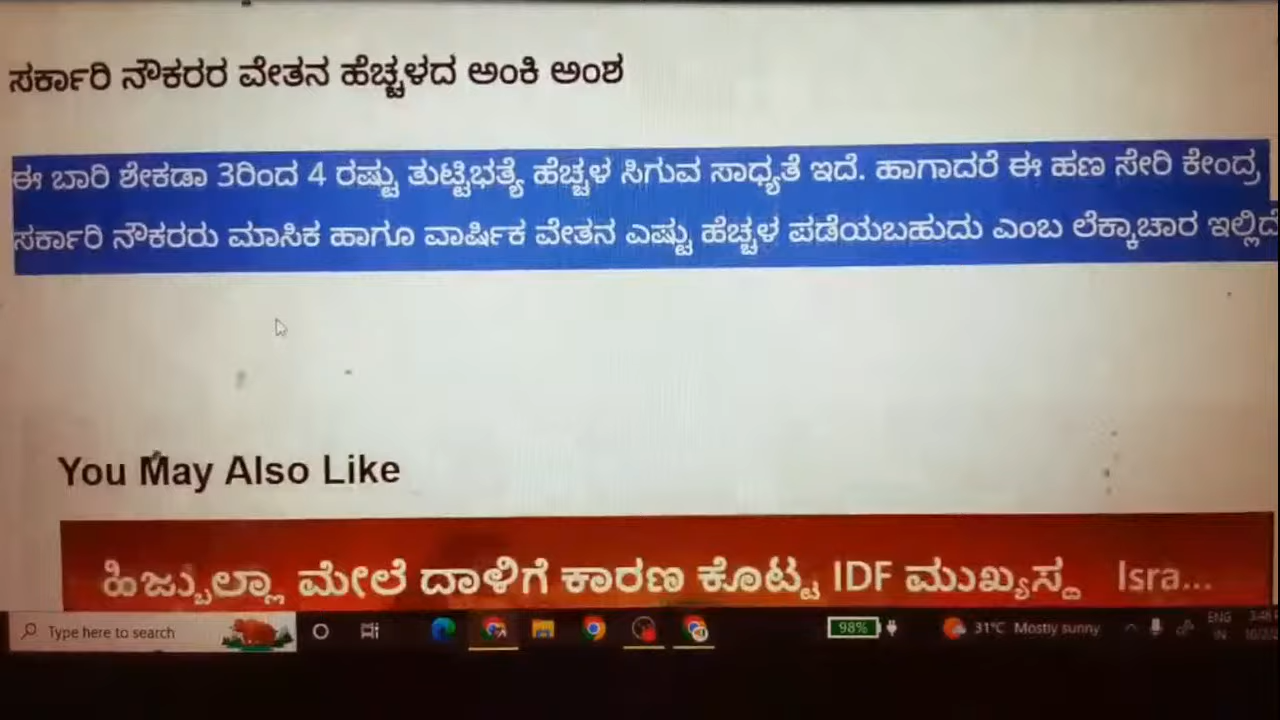 ಸರ್ಕಾರಿ ನೌಕರರ ವೇತನ ಹೆಚ್ಚಳದ ಅಂಕಿ ಅಂಶ
ಈ ಬಾರಿ ಶೇಕಡಾ 3ರಿಂದ 4 ರಷ್ಟು ತುಟ್ಟಿಭತ್ಯೆ ಹೆಚ್ಚಳ ಸಿಗುವ ಸಾಧ್ಯತೆ ಇದೆ. ಹಾಗಾದರೆ ಈ ಹಣ ಸೇರಿ ಕೇಂದ್ರ
ಸರ್ಕಾರಿ ನೌಕರರು ಮಾಸಿಕ ಹಾಗೂ ವಾರ್ಷಿಕ ವೇತನ ಎಷ್ಟು ಹೆಚ್ಚಳ ಪಡೆಯಬಹುದು ಎಂಬ ಲೆಕ್ಕಾಚಾರ ಇಲ್ಲಿದೆ
You May Also Like
ಹಿಜ್ಬುಲ್ಲಾ ಮೇಲೆ ದಾಳಿಗೆ ಕಾರಣ ಕೊಟ್ಟ IDF ಮುಖ್ಯಸ್ಥ Isra...
Type here to search 98% 31°C Mostly sunny ENG
IN